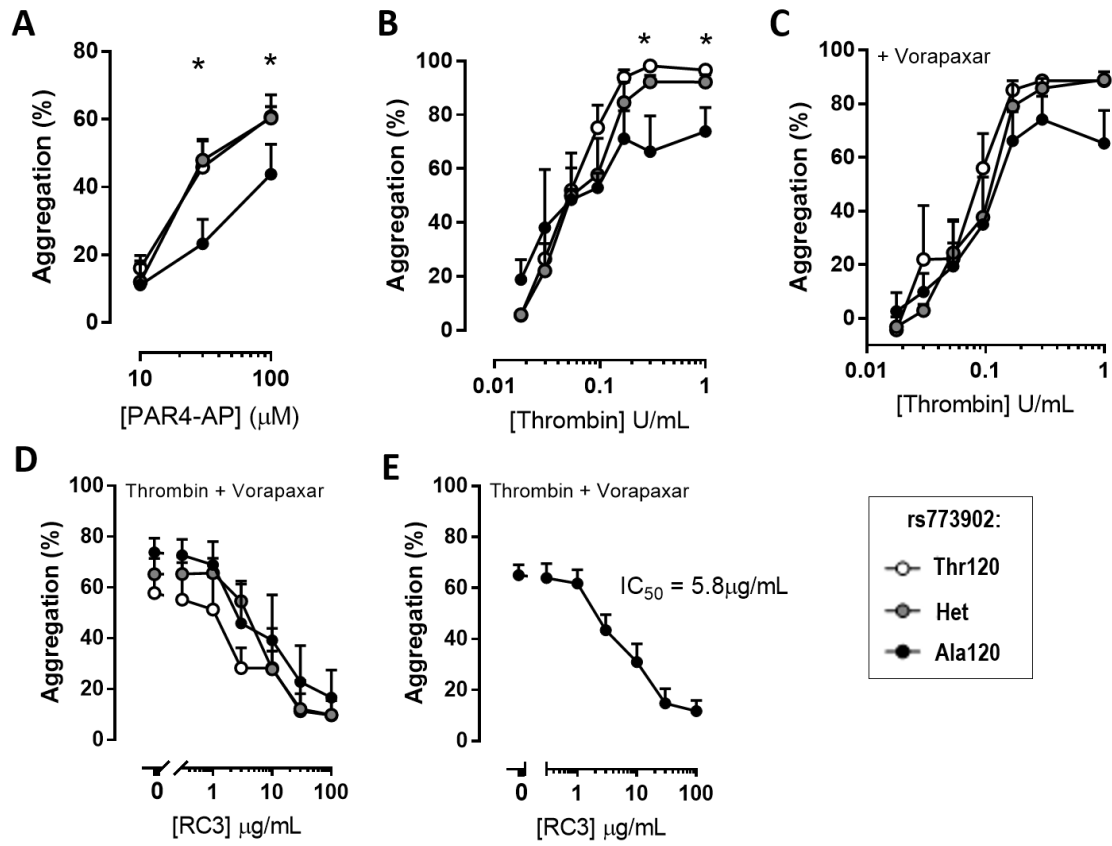 A
80
60
40
20
0
Aggregation (%)
*
*
10
100
[PAR4-AP] (μM)
B
100
80
60
40
20
0
Aggregation (%)
*
*
0.01
0.1
1
[Thrombin] U/mL
C
+ Vorapaxar
100
80
60
40
20
0
Aggregation (%)
0.01
0.1
1
[Thrombin] U/mL
D
Thrombin + Vorapaxar
100
80
60
40
20
0
Aggregation (%)
0
1
10
100
[RC3] μg/mL
E
Thrombin + Vorapaxar
100
80
60
40
20
0
Aggregation (%)
IC50 = 5.8μg/mL
0
1
10
100
[RC3] μg/mL
rs773902:
Thr120
Het
Ala120